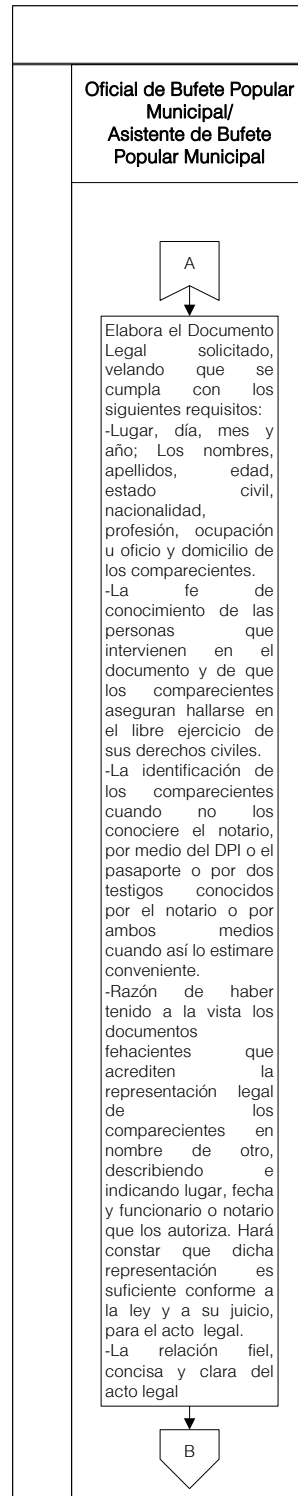 Oficial de Bufete Popular
Municipal/
Asistente de Bufete
Popular Municipal
A
Elabora el Documento
Legal solicitado,
velando que se
cumpla con los
siguientes requisitos:
-Lugar, día, mes y
año; Los nombres,
apellidos, edad,
estado civil,
nacionalidad,
profesión, ocupación
u oficio y domicilio de
los comparecientes.
-La fe de
conocimiento de las
personas que
intervienen en el
documento y de que
los comparecientes
aseguran hallarse en
el libre ejercicio de
sus derechos civiles.
-La identificación de
los comparecientes
cuando no los
conociere el notario,
por medio del DPI o el
pasaporte o por dos
testigos conocidos
por el notario o por
ambos medios
cuando así lo estimare
conveniente.
-Razón de haber
tenido a la vista los
documentos
fehacientes que
acrediten la
representación legal
de los
comparecientes en
nombre de otro,
describiendo e
indicando lugar, fecha
y funcionario o notario
que los autoriza. Hará
constar que dicha
representación es
suficiente conforme a
la ley y a su juicio,
para el acto legal.
-La relación fiel,
concisa y clara del
acto legal
B